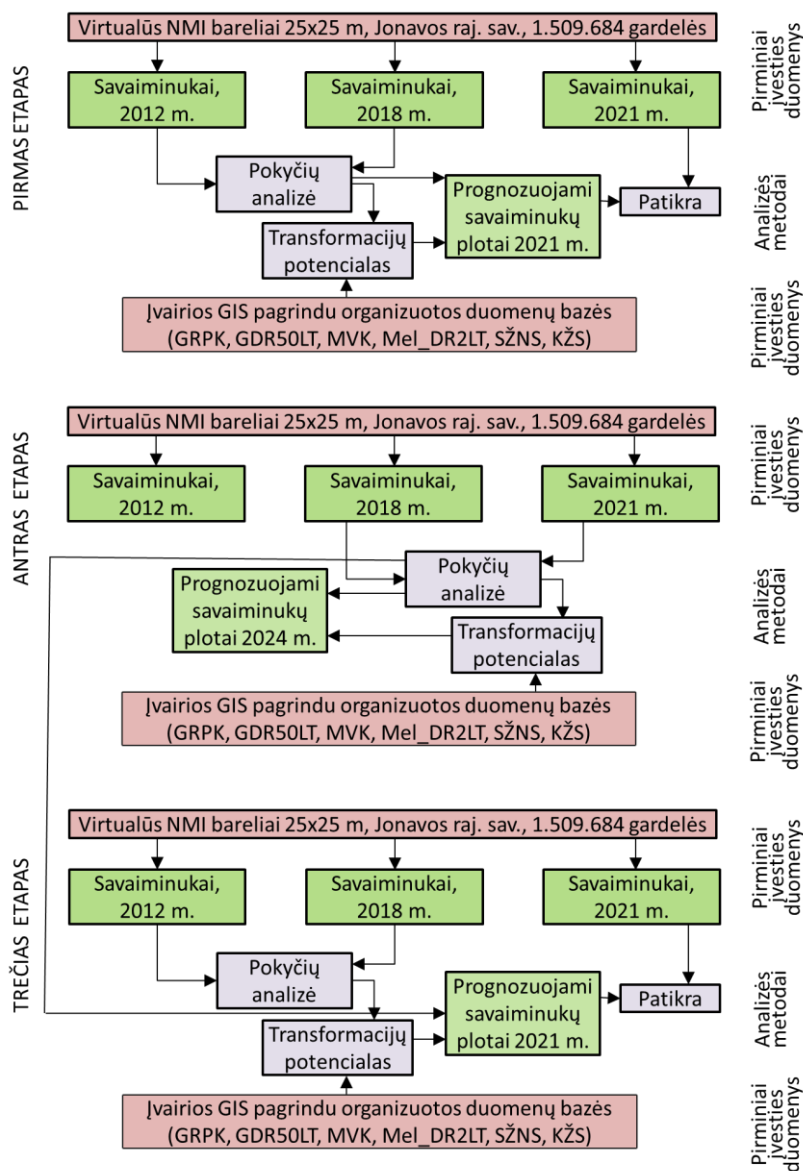 PIRMAS ETAPAS
Virtualūs NMI bareliai 25x25 m, Jonavos raj. sav., 1.509.684 gardelės
Savaiminukai,
2012 m.
Savaiminukai,
2018 m.
Savaiminukai,
2021 m.
Pokyčių
analizė
Transformacijų
potencialas
Prognozuojami
savaiminukų
plotai 2021 m.
Patikra
Įvairios GIS pagrindu organizuotos duomenų bazės
(GRPK, GDR50LT, MVK, Mel_DR2LT, SŽNS, KŽS)
Pirminiai
įvesties
duomenys
Analizės
metodai
Pirminiai
įvesties
duomenys
ANTRAS ETAPAS
Virtualūs NMI bareliai 25x25 m, Jonavos raj. sav., 1.509.684 gardelės
Savaiminukai,
2012 m.
Savaiminukai,
2018 m.
Savaiminukai,
2021 m.
Pokyčių
analizė
Prognozuojami
savaiminukų
plotai 2024 m.
Transformacijų
potencialas
Įvairios GIS pagrindu organizuotos duomenų bazės
(GRPK, GDR50LT, MVK, Mel_DR2LT, SŽNS, KŽS)
Pirminiai
įvesties
duomenys
Analizės
metodai
Pirminiai
įvesties
duomenys
TREČIAS ETAPAS
Virtualūs NMI bareliai 25x25 m, Jonavos raj. sav., 1.509.684 gardelės
Savaiminukai,
2012 m.
Savaiminukai,
2018 m.
Savaiminukai,
2021 m.
Pokyčių
analizė
Transformacijų
potencialas
Prognozuojami
savaiminukų
plotai 2021 m.
Patikra
Įvairios GIS pagrindu organizuotos duomenų bazės
(GRPK, GDR50LT, MVK, Mel_DR2LT, SŽNS, KŽS)
Pirminiai
įvesties
duomenys
Analizės
metodai
Pirminiai
įvesties
duomenys